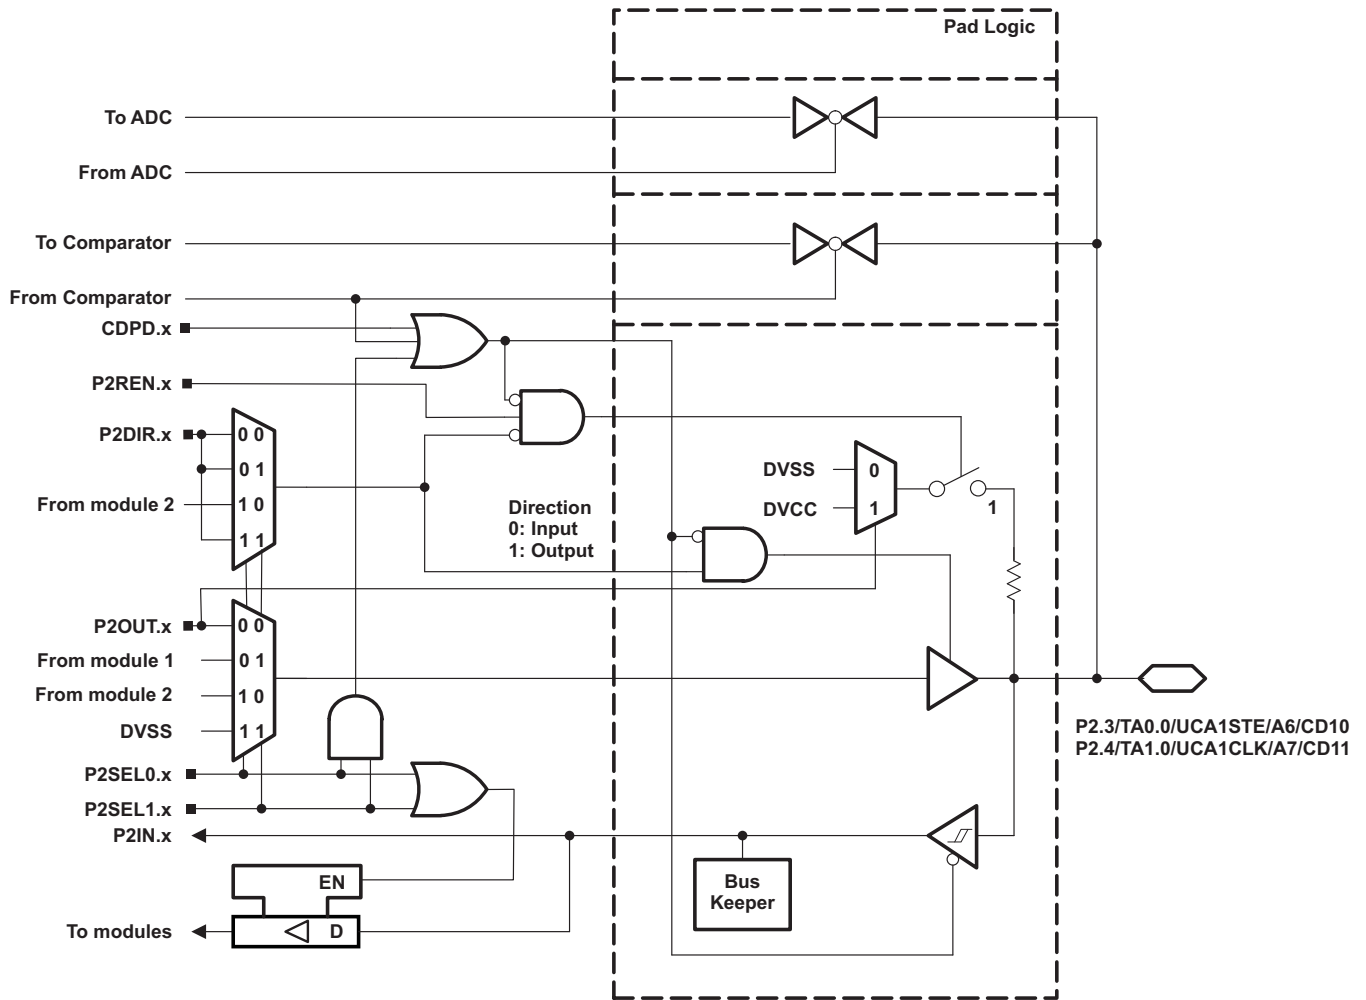 Pad Logic
To ADC
From ADC
To Comparator
From Comparator
CDPD.x
P2REN.x
P2DIR.x
0 0
0 1
From module 2
1 0
1 1
Direction
0: Input
1: Output
DVSS
0
DVCC
1
1
P2OUT.x
0 0
From module 1
0 1
From module 2
1 0
DVSS
1 1
P2SEL0.x
P2SEL1.x
P2IN.x
P2.3/TA0.0/UCA1STE/A6/CD10
P2.4/TA1.0/UCA1CLK/A7/CD11
Bus
Keeper
EN
To modules
D